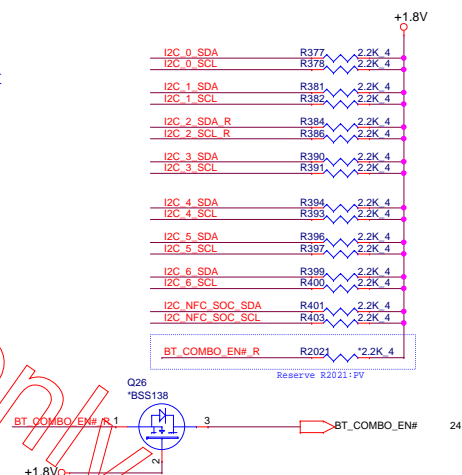 +1.8V
I2C_0_SDA R377 2.2K_4
I2C_0_SCL R378 2.2K_4
I2C_1_SDA R381 2.2K_4
I2C_1_SCL R382 2.2K_4
I2C_2_SDA_R R384 2.2K_4
I2C_2_SCL_R R386 2.2K_4
I2C_3_SDA R390 2.2K_4
I2C_3_SCL R391 2.2K_4
I2C_4_SDA R394 2.2K_4
I2C_4_SCL R393 2.2K_4
I2C_5_SDA R396 2.2K_4
I2C_5_SCL R397 2.2K_4
I2C_6_SDA R399 2.2K_4
I2C_6_SCL R400 2.2K_4
I2C_NFC_SOC_SDA R401 2.2K_4
I2C_NFC_SOC_SCL R403 2.2K_4
BT_COMBO_EN#_R R2021 *2.2K_4
Reserve R2021:PV
Q26
*BSS138
BT_COMBO_EN#_R 1 3 BT_COMBO_EN# 24
2
+1.8V